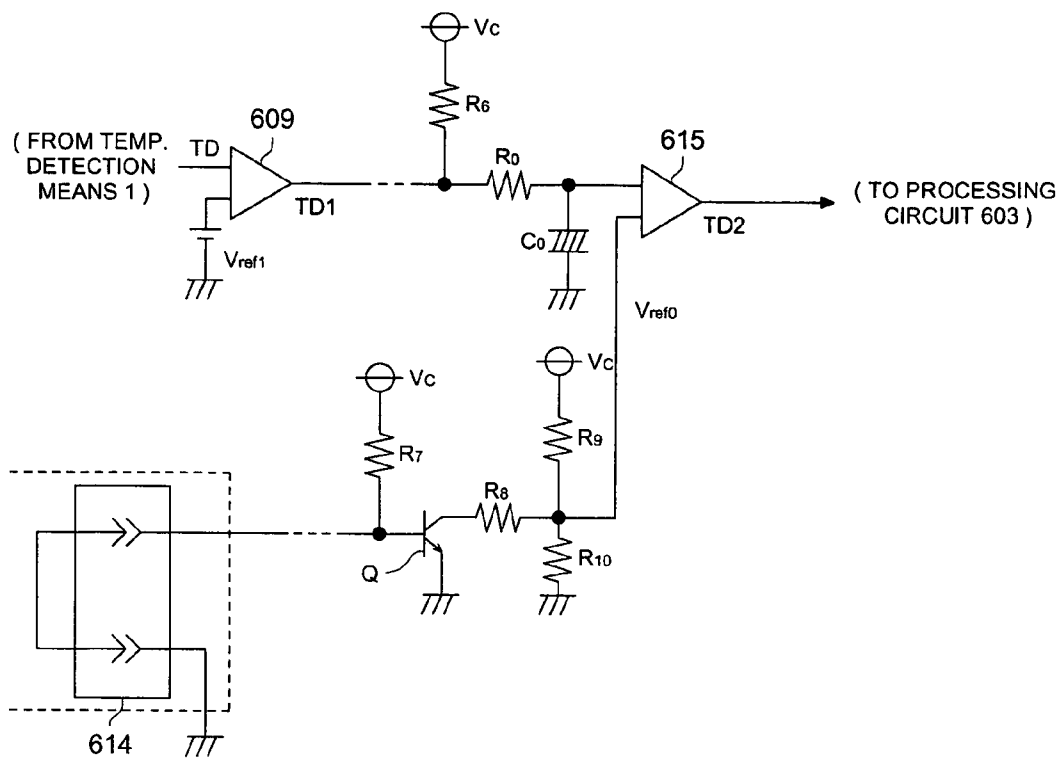 Vc
R6
609
615
( FROM TEMP.
DETECTION
MEANS 1 )
TD
R0
TD1
TD2
( TO PROCESSING
CIRCUIT 603 )
C0
Vref1
Vref0
Vc
Vc
R7
R9
R8
Q
R10
614